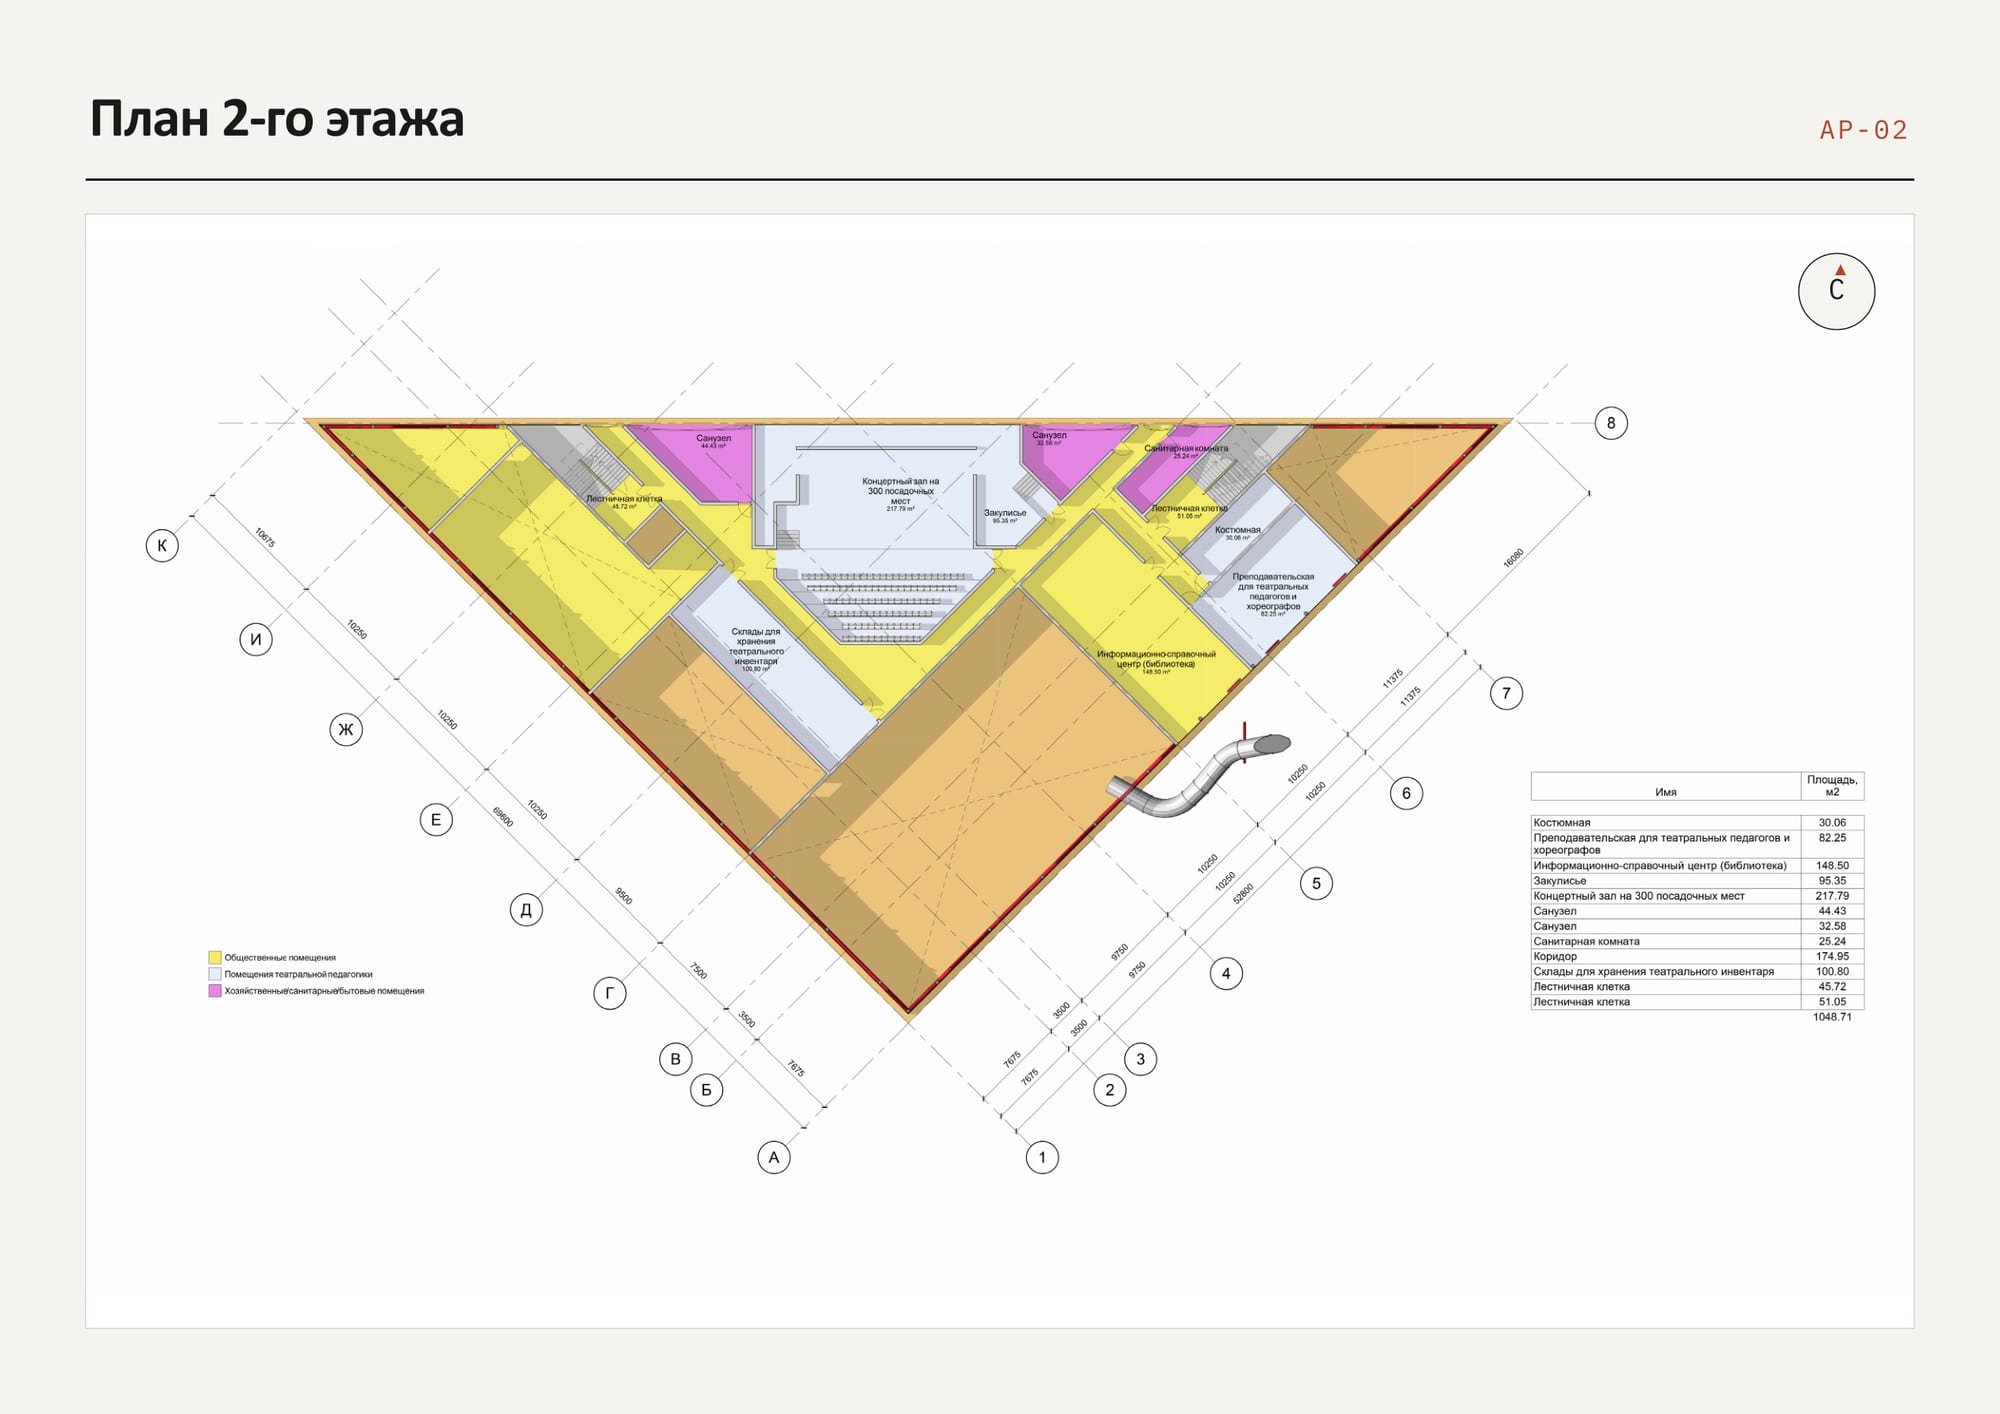 План 2-го этажа
АР-02
С
8
Санузел
44.43 m²
Санузел
32.58 m²
Санитарная комната
25.24 m²
Концертный зал на
300 посадочных
мест
217.79 m²
Лестничная клетка
45.72 m²
Закулисье
95.35 m²
Лестничная клетка
51.05 m²
Костюмная
30.06 m²
Преподавательская
для театральных
педагогов и
хореографов
82.25 m²
Склады для
хранения
театрального
инвентаря
100.80 m²
Информационно-справочный
центр (библиотека)
148.50 m²
К
И
Ж
Е
Д
Г
В
Б
А
10675
10250
10250
10250
9500
7500
3500
7675
69600
16080
11375
11375
10250
10250
10250
10250
9750
9750
3500
3500
7675
7675
52800
7
6
5
4
3
2
1
Общественные помещения
Помещения театральной педагогики
Хозяйственные/санитарные/бытовые помещения
Имя Площадь,
м2
Костюмная 30.06
Преподавательская для театральных педагогов и 82.25
хореографов
Информационно-справочный центр (библиотека) 148.50
Закулисье 95.35
Концертный зал на 300 посадочных мест 217.79
Санузел 44.43
Санузел 32.58
Санитарная комната 25.24
Коридор 174.95
Склады для хранения театрального инвентаря 100.80
Лестничная клетка 45.72
Лестничная клетка 51.05
1048.71